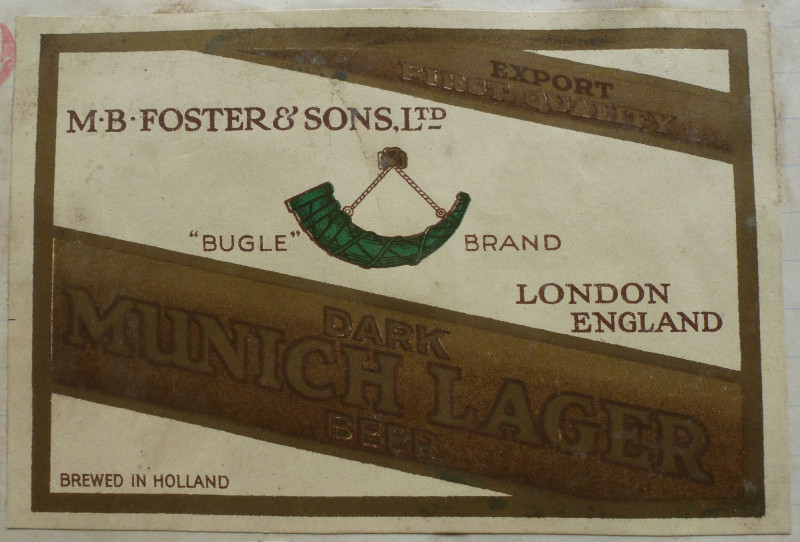 EXPORT
FIRST QUALITY
M·B·FOSTER & SONS, LTD
"BUGLE" BRAND
LONDON
ENGLAND
DARK
MUNICH LAGER
BEER
BREWED IN HOLLAND